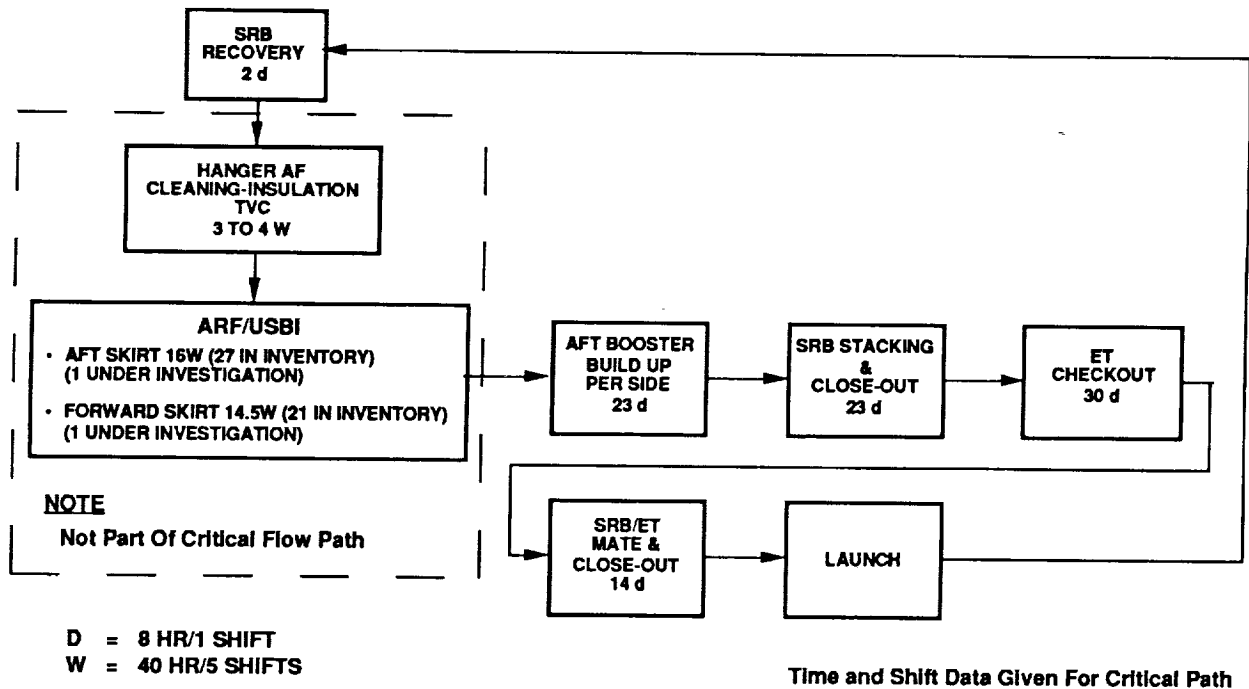 SRB
RECOVERY
2 d
HANGER AF
CLEANING-INSULATION
TVC
3 TO 4 W
ARF/USBI
• AFT SKIRT 16W (27 IN INVENTORY)
(1 UNDER INVESTIGATION)
• FORWARD SKIRT 14.5W (21 IN INVENTORY)
(1 UNDER INVESTIGATION)
NOTE
Not Part Of Critical Flow Path
AFT BOOSTER
BUILD UP
PER SIDE
23 d
SRB STACKING
&
CLOSE-OUT
23 d
ET
CHECKOUT
30 d
SRB/ET
MATE &
CLOSE-OUT
14 d
LAUNCH
D = 8 HR/1 SHIFT
W = 40 HR/5 SHIFTS
Time and Shift Data Given For Critical Path